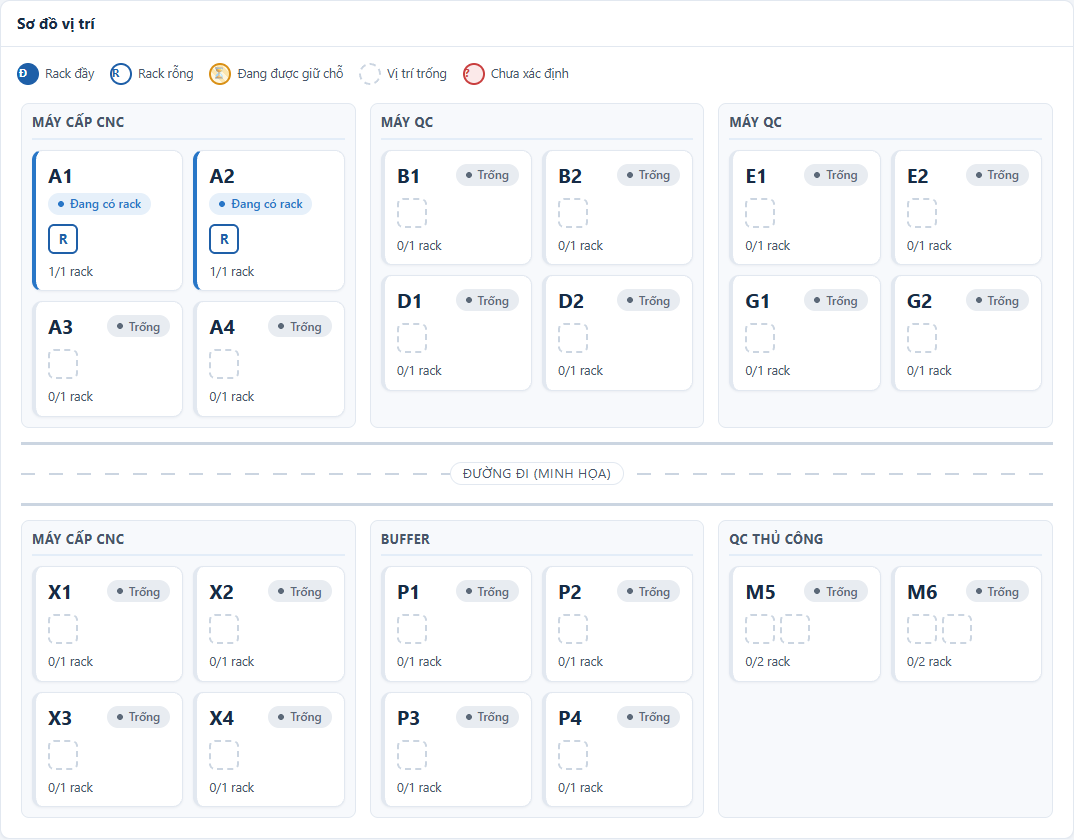 Sơ đồ vị trí
Đ Rack đầy R Rack rỗng ⏳ Đang được giữ chỗ Vị trí trống ? Chưa xác định
MÁY CẤP CNC
A1
Đang có rack
R
1/1 rack
A2
Đang có rack
R
1/1 rack
A3 Trống
0/1 rack
A4 Trống
0/1 rack
MÁY QC
B1 Trống
0/1 rack
B2 Trống
0/1 rack
D1 Trống
0/1 rack
D2 Trống
0/1 rack
MÁY QC
E1 Trống
0/1 rack
E2 Trống
0/1 rack
G1 Trống
0/1 rack
G2 Trống
0/1 rack
ĐƯỜNG ĐI (MINH HỌA)
MÁY CẤP CNC
X1 Trống
0/1 rack
X2 Trống
0/1 rack
X3 Trống
0/1 rack
X4 Trống
0/1 rack
BUFFER
P1 Trống
0/1 rack
P2 Trống
0/1 rack
P3 Trống
0/1 rack
P4 Trống
0/1 rack
QC THỦ CÔNG
M5 Trống
0/2 rack
M6 Trống
0/2 rack